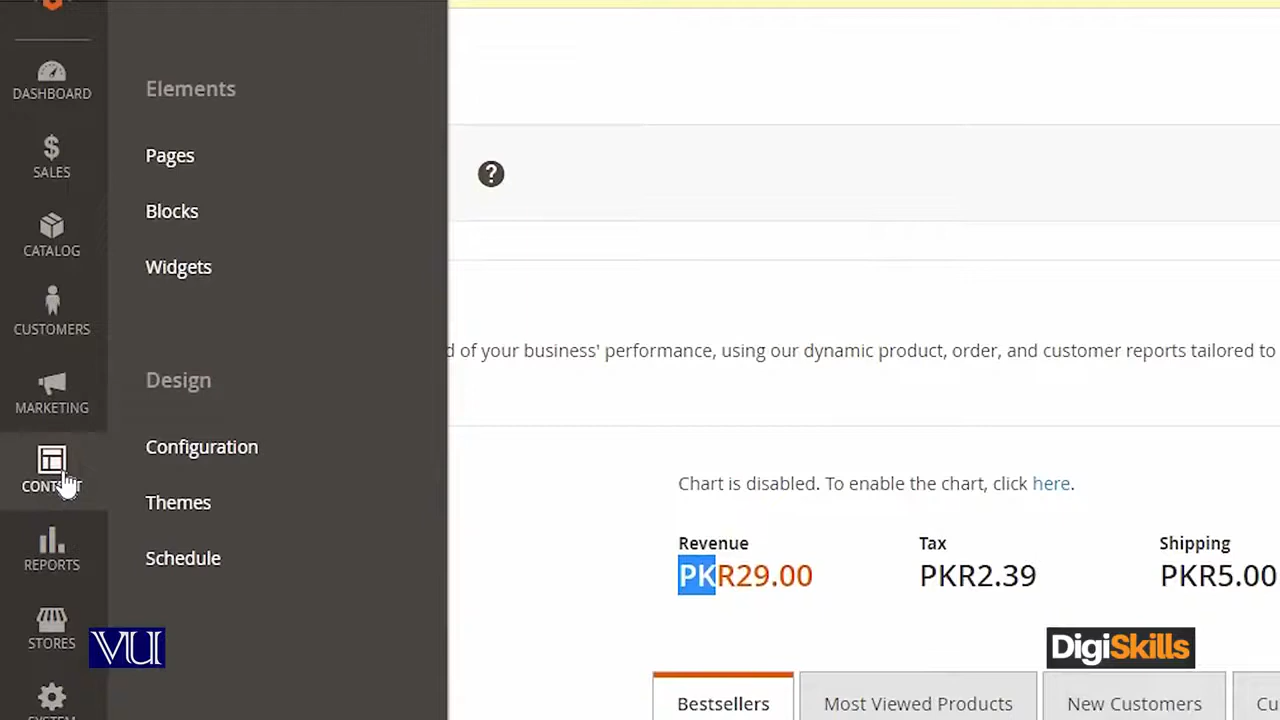 DASHBOARD
SALES
CATALOG
CUSTOMERS
MARKETING
REPORTS
STORES
Elements
Pages
Blocks
Widgets
Design
Configuration
Themes
Schedule
?
of your business' performance, using our dynamic product, order, and customer reports tailored to
Chart is disabled. To enable the chart, click here.
Revenue Tax Shipping
PKR29.00 PKR2.39 PKR5.00
Bestsellers Most Viewed Products New Customers
VU
DigiSkills